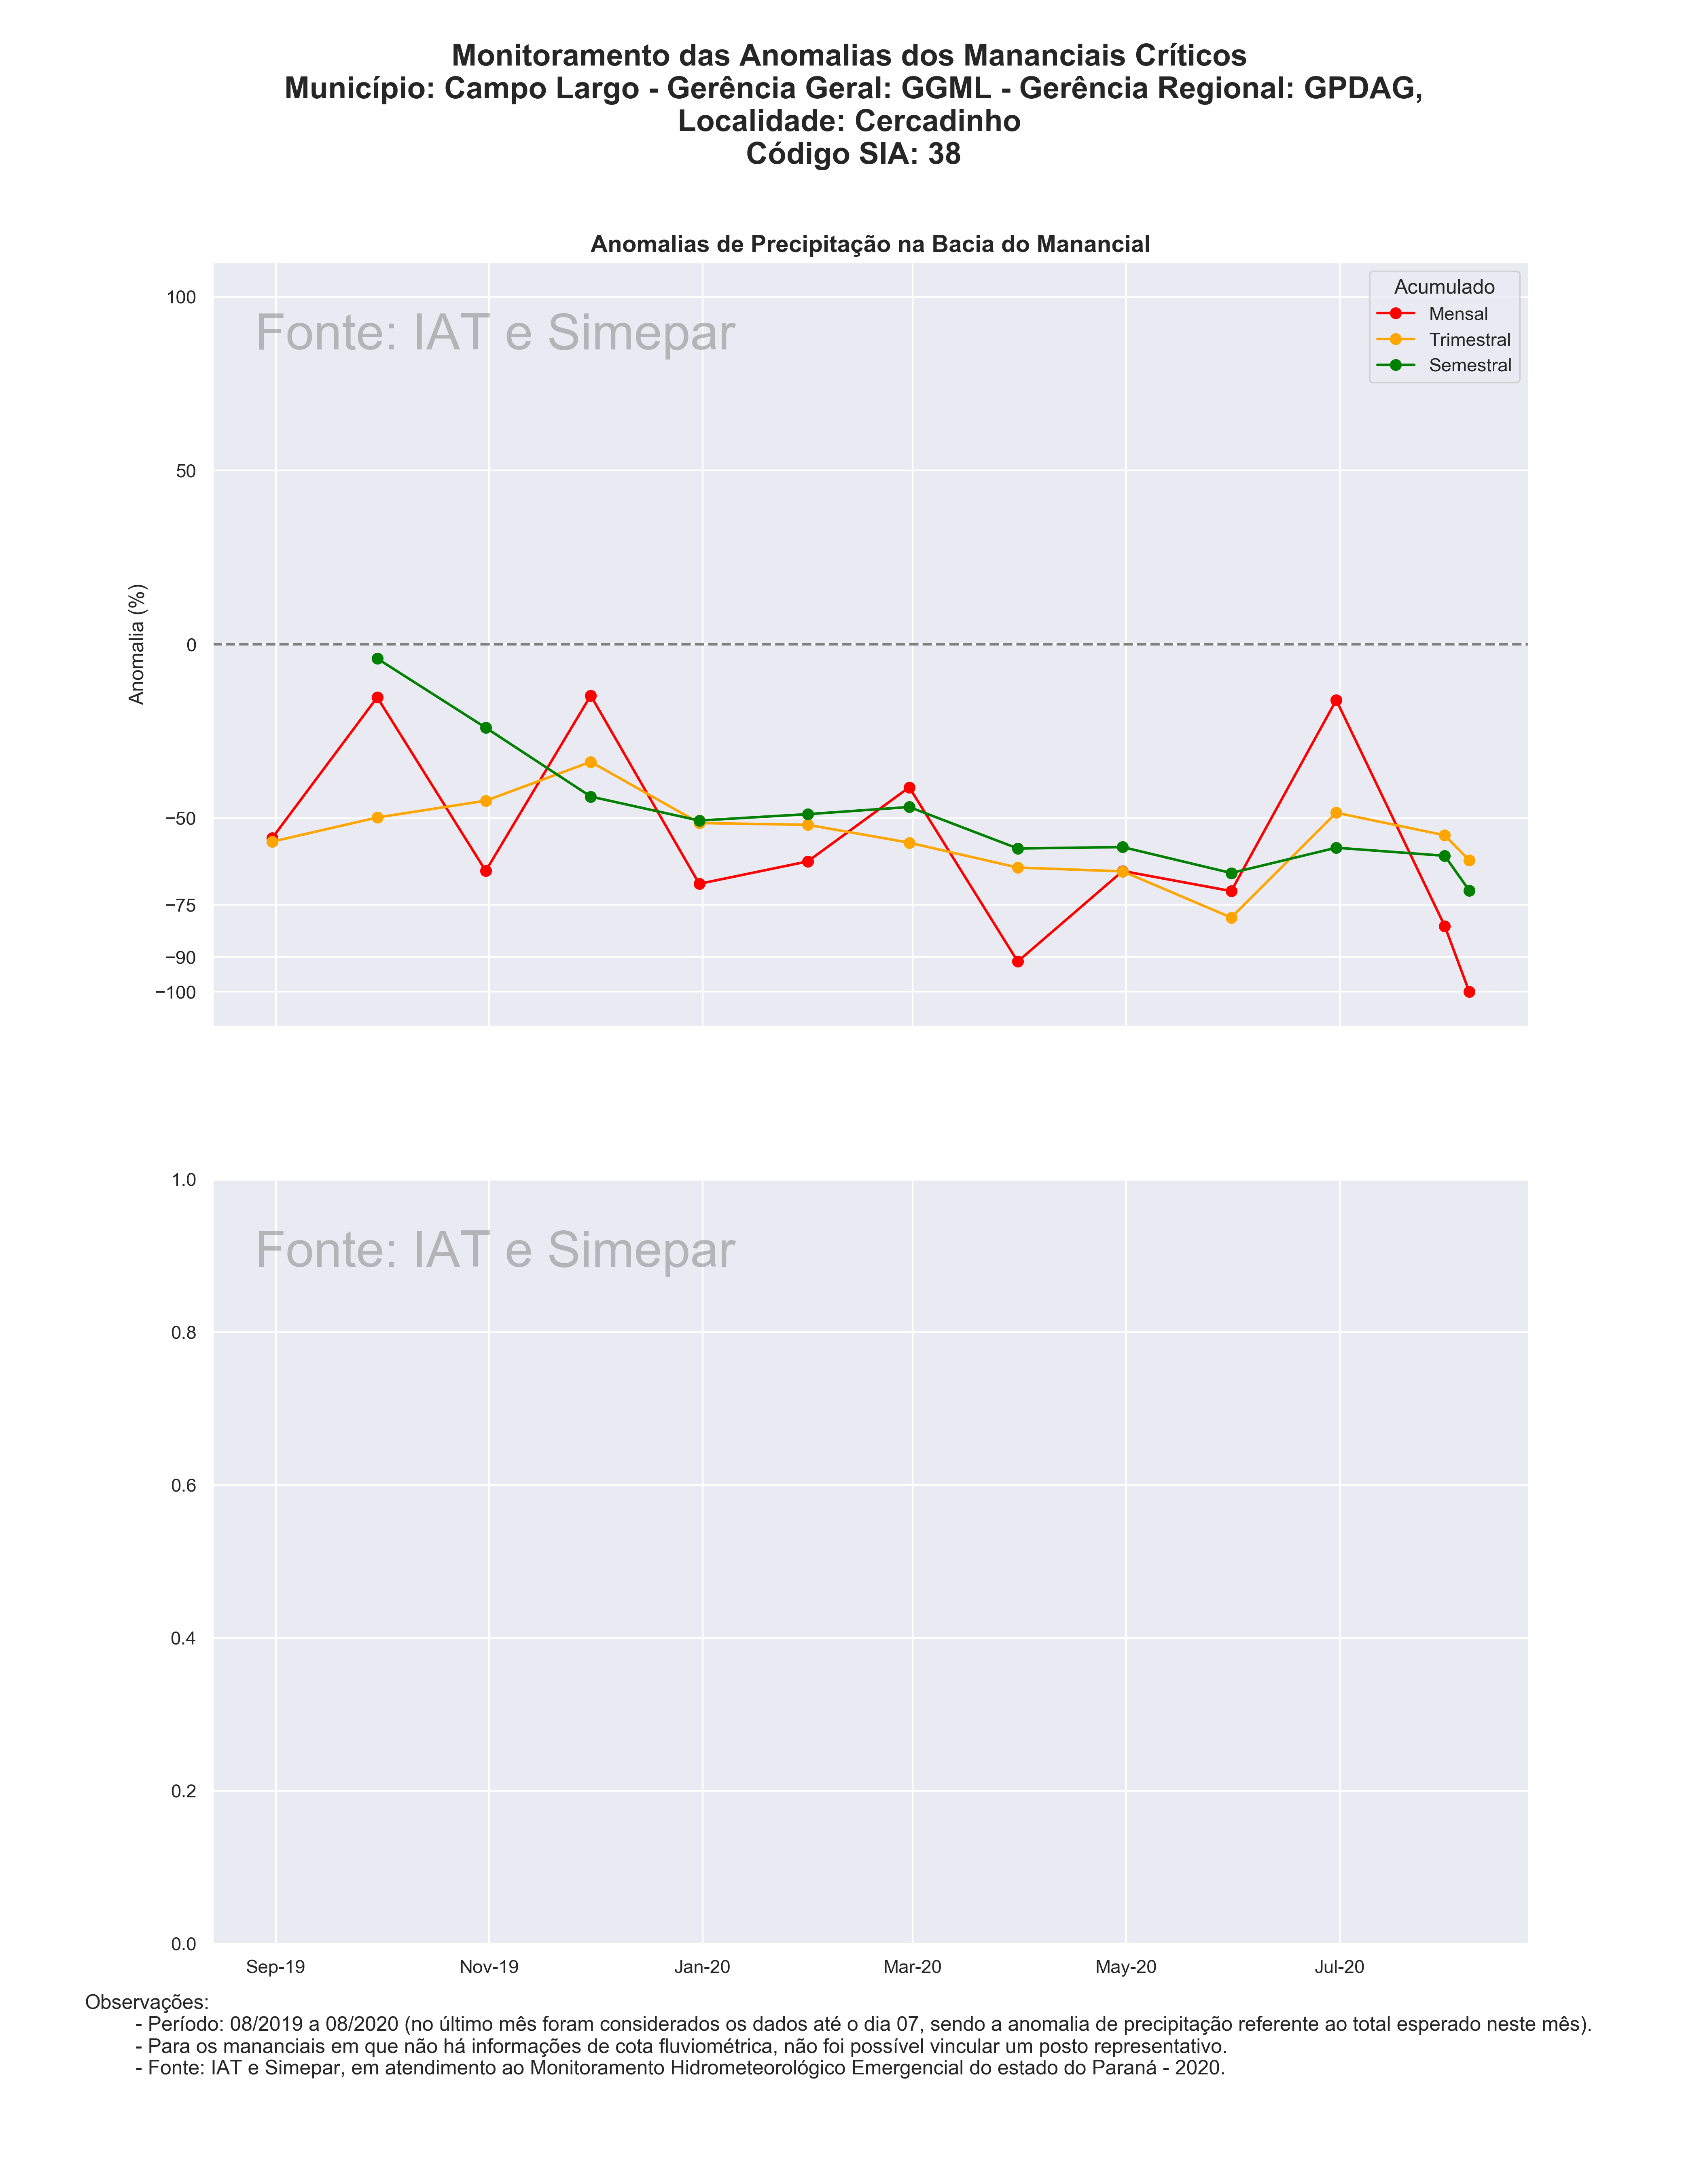 Monitoramento das Anomalias dos Mananciais Críticos
Município: Campo Largo - Gerência Geral: GGML - Gerência Regional: GPDAG,
Localidade: Cercadinho
Código SIA: 38
Anomalias de Precipitação na Bacia do Manancial
Fonte: IAT e Simepar
Acumulado
Mensal
Trimestral
Semestral
Anomalia (%)
100
50
0
−50
−75
−90
−100
Fonte: IAT e Simepar
1.0
0.8
0.6
0.4
0.2
0.0
Sep-19 Nov-19 Jan-20 Mar-20 May-20 Jul-20
Observações:
- Período: 08/2019 a 08/2020 (no último mês foram considerados os dados até o dia 07, sendo a anomalia de precipitação referente ao total esperado neste mês).
- Para os mananciais em que não há informações de cota fluviométrica, não foi possível vincular um posto representativo.
- Fonte: IAT e Simepar, em atendimento ao Monitoramento Hidrometeorológico Emergencial do estado do Paraná - 2020.